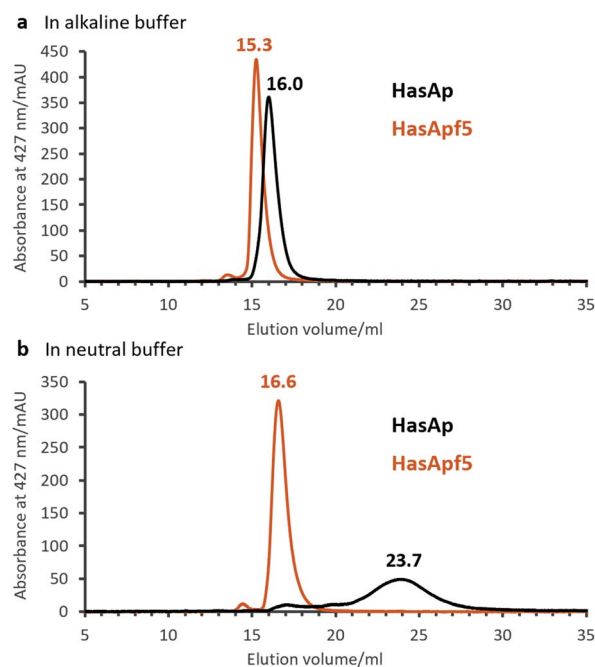 a In alkaline buffer
15.3
16.0
HasAp
HasApf5
Absorbance at 427 nm/mAU
450
400
350
300
250
200
150
100
50
0
5 10 15 20 25 30 35
Elution volume/ml
b In neutral buffer
16.6
HasAp
HasApf5
23.7
Absorbance at 427 nm/mAU
350
300
250
200
150
100
50
0
5 10 15 20 25 30 35
Elution volume/ml